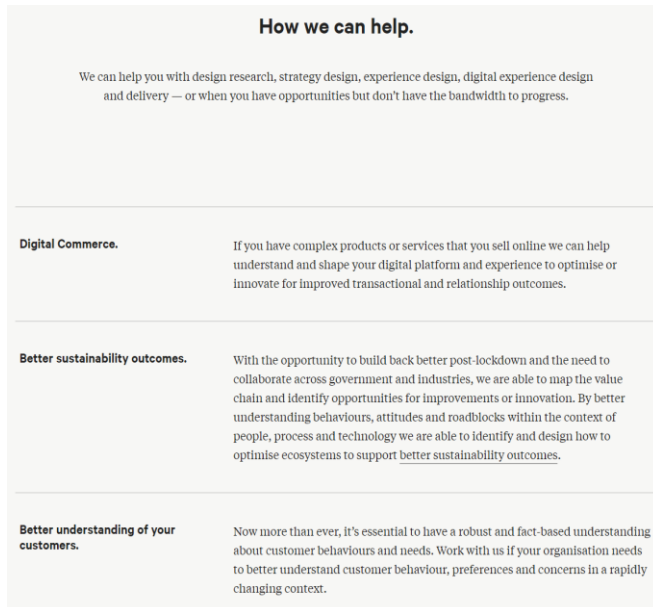 How we can help.
We can help you with design research, strategy design, experience design, digital experience design
and delivery — or when you have opportunities but don't have the bandwidth to progress.
Digital Commerce.
If you have complex products or services that you sell online we can help
understand and shape your digital platform and experience to optimise or
innovate for improved transactional and relationship outcomes.
Better sustainability outcomes.
With the opportunity to build back better post-lockdown and the need to
collaborate across government and industries, we are able to map the value
chain and identify opportunities for improvements or innovation. By better
understanding behaviours, attitudes and roadblocks within the context of
people, process and technology we are able to identify and design how to
optimise ecosystems to support better sustainability outcomes.
Better understanding of your
customers.
Now more than ever, it's essential to have a robust and fact-based understanding
about customer behaviours and needs. Work with us if your organisation needs
to better understand customer behaviour, preferences and concerns in a rapidly
changing context.